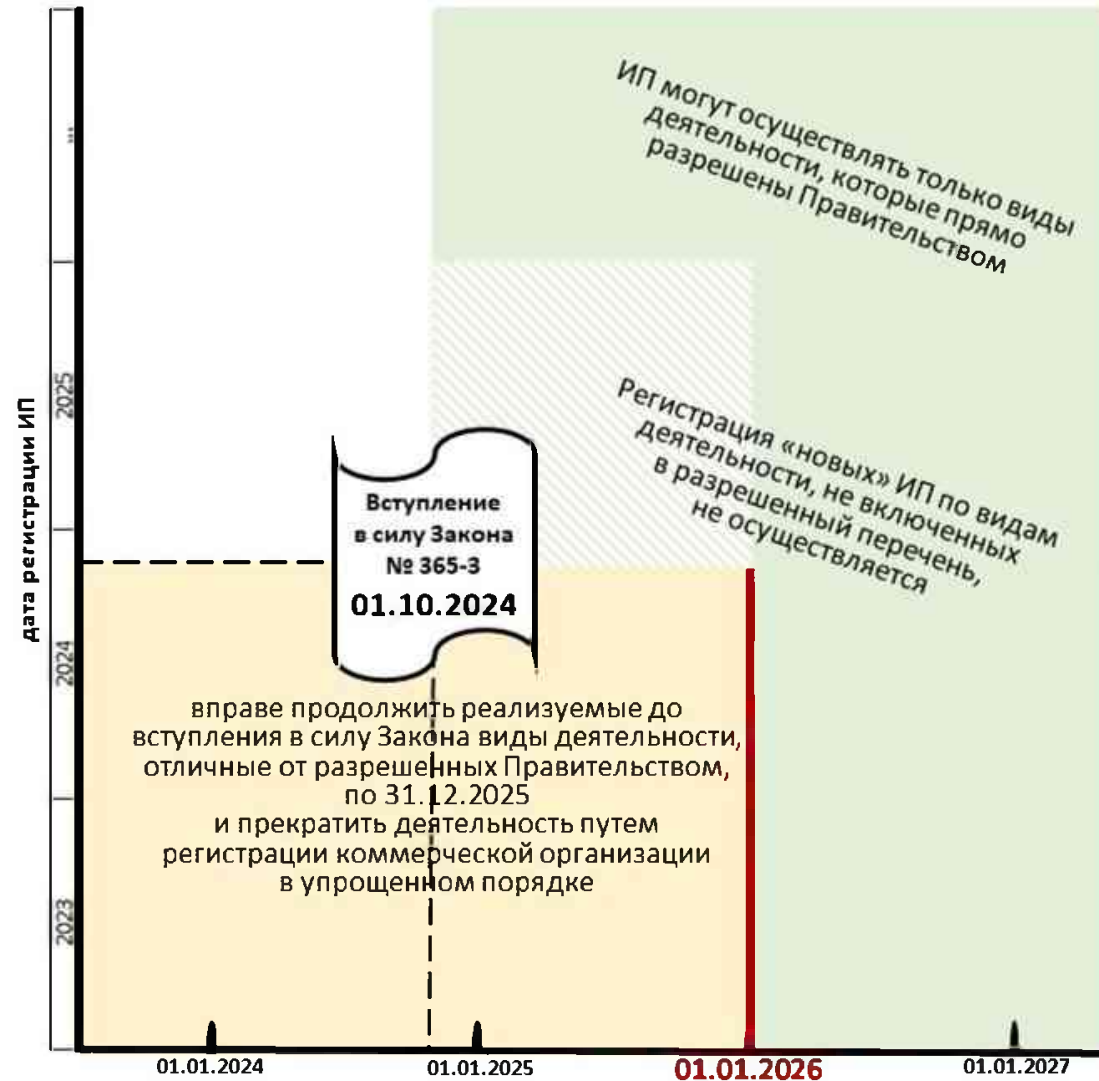 ИП могут осуществлять только виды
деятельности, которые прямо
разрешены Правительством
Регистрация «новых» ИП по видам
деятельности, не включенных
в разрешенный перечень,
не осуществляется
Вступление
в силу Закона
№ 365-З
01.10.2024
вправе продолжить реализуемые до
вступления в силу Закона виды деятельности,
отличные от разрешенных Правительством,
по 31.12.2025
и прекратить деятельность путем
регистрации коммерческой организации
в упрощенном порядке
дата регистрации ИП
...
2025
2024
2023
01.01.2024
01.01.2025
01.01.2026
01.01.2027